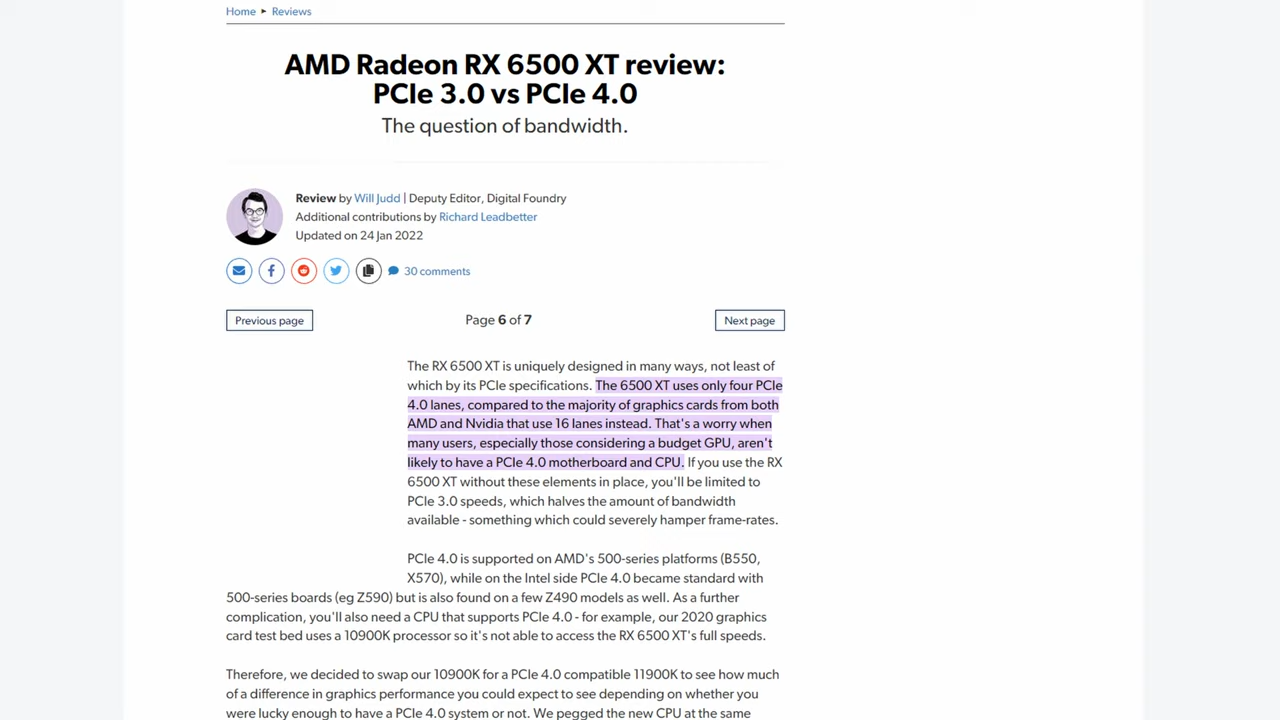 Home ▸ Reviews
AMD Radeon RX 6500 XT review:
PCIe 3.0 vs PCIe 4.0
The question of bandwidth.
Review by Will Judd | Deputy Editor, Digital Foundry
Additional contributions by Richard Leadbetter
Updated on 24 Jan 2022
30 comments
Previous page
Page 6 of 7
Next page
The RX 6500 XT is uniquely designed in many ways, not least of
which by its PCIe specifications. The 6500 XT uses only four PCIe
4.0 lanes, compared to the majority of graphics cards from both
AMD and Nvidia that use 16 lanes instead. That's a worry when
many users, especially those considering a budget GPU, aren't
likely to have a PCIe 4.0 motherboard and CPU. If you use the RX
6500 XT without these elements in place, you'll be limited to
PCIe 3.0 speeds, which halves the amount of bandwidth
available - something which could severely hamper frame-rates.
PCIe 4.0 is supported on AMD's 500-series platforms (B550,
X570), while on the Intel side PCIe 4.0 became standard with
500-series boards (eg Z590) but is also found on a few Z490 models as well. As a further
complication, you'll also need a CPU that supports PCIe 4.0 - for example, our 2020 graphics
card test bed uses a 10900K processor so it's not able to access the RX 6500 XT's full speeds.
Therefore, we decided to swap our 10900K for a PCIe 4.0 compatible 11900K to see how much
of a difference in graphics performance you could expect to see depending on whether you
were lucky enough to have a PCIe 4.0 system or not. We pegged the new CPU at the same